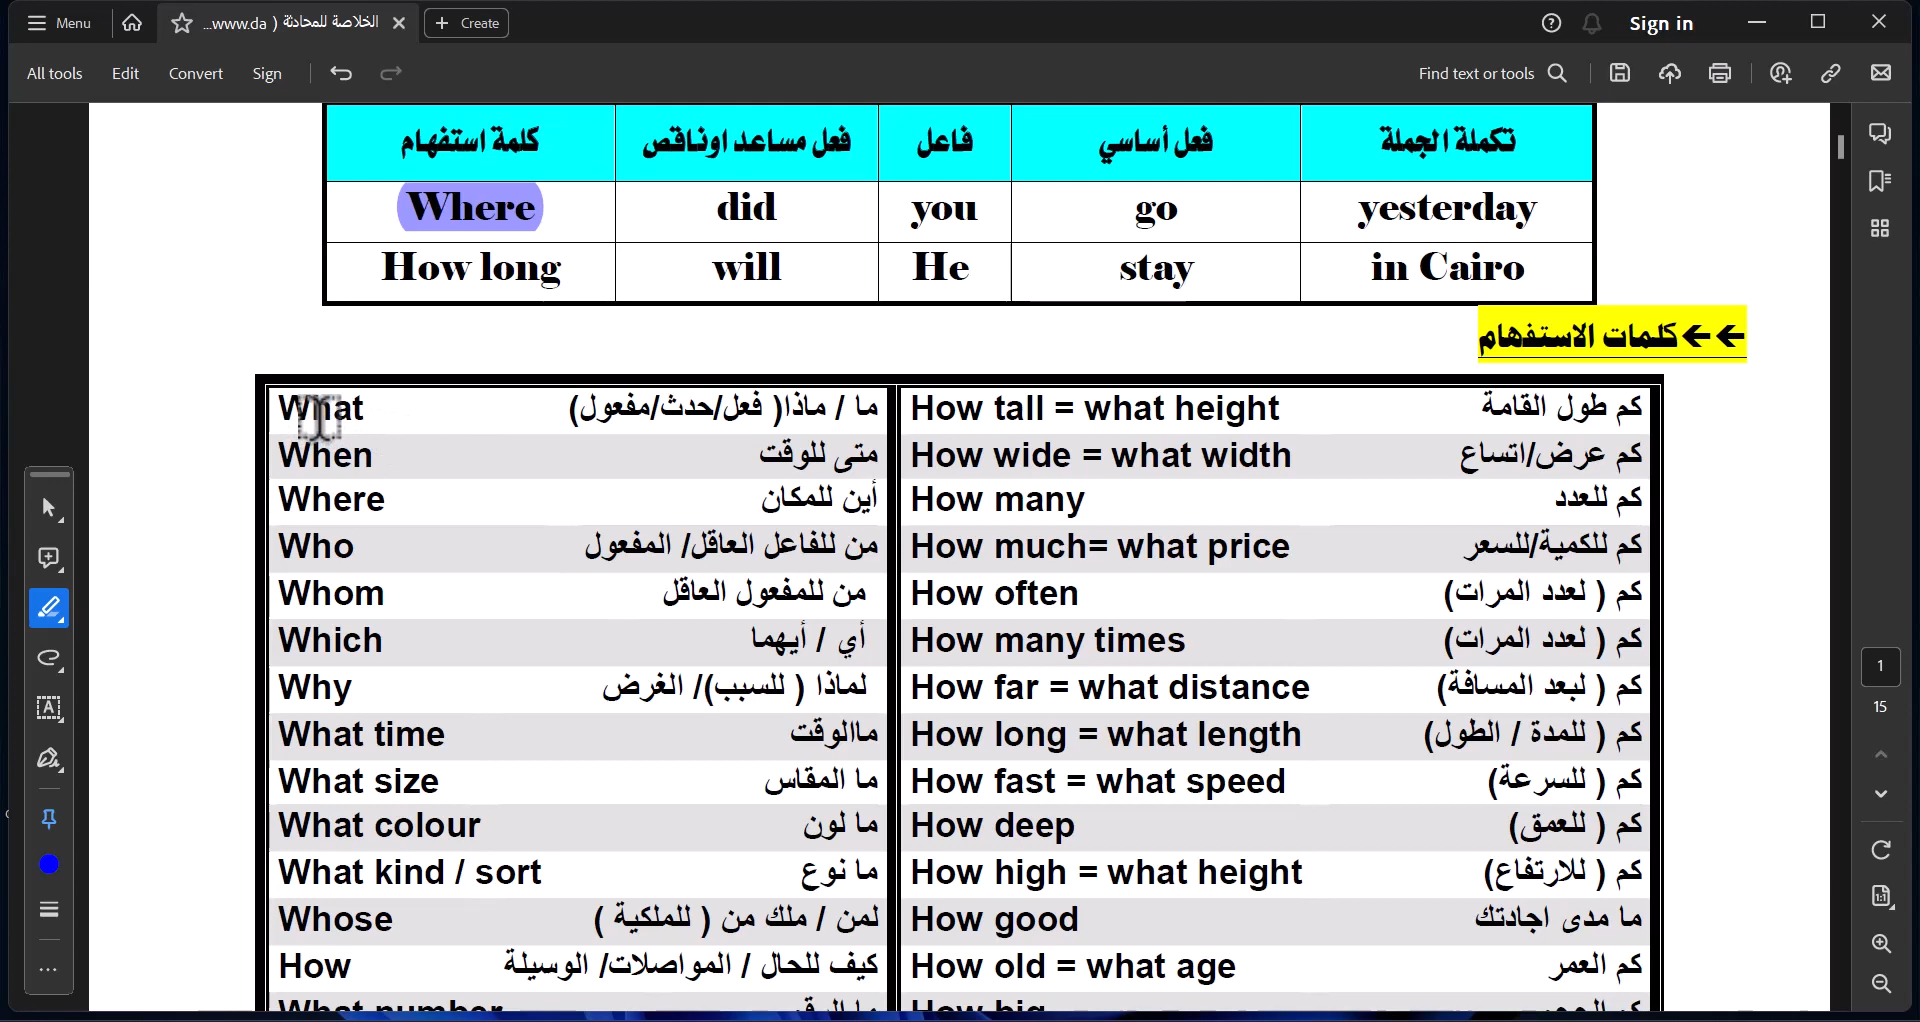 Menu
...www.da ) الخلاصة للمحادثة
Create
Sign in
All tools
Edit
Convert
Sign
Find text or tools
كلمة استفهام
فعل مساعد اوناقص
فاعل
فعل أساسي
تكملة الجملة
Where did you go yesterday
How long will He stay in Cairo
كلمات الاستفهام
What ما / ماذا( فعل/حدث/مفعول)
How tall = what height كم طول القامة
When متى للوقت
How wide = what width كم عرض/اتساع
Where أين للمكان
How many كم للعدد
Who من للفاعل العاقل/ المفعول
How much= what price كم للكمية/للسعر
Whom من للمفعول العاقل
How often كم ( لعدد المرات)
Which أي / أيهما
How many times كم ( لعدد المرات)
Why لماذا ( للسبب)/ الغرض
How far = what distance كم ( لبعد المسافة)
What time ماالوقت
How long = what length كم ( للمدة / الطول)
What size ما المقاس
How fast = what speed كم ( للسرعة)
What colour ما لون
How deep كم ( للعمق)
What kind / sort ما نوع
How high = what height كم ( للارتفاع)
Whose لمن / ملك من ( للملكية )
How good ما مدى اجادتك
How كيف للحال / المواصلات/ الوسيلة
How old = what age كم العمر
What number
How big
1
15